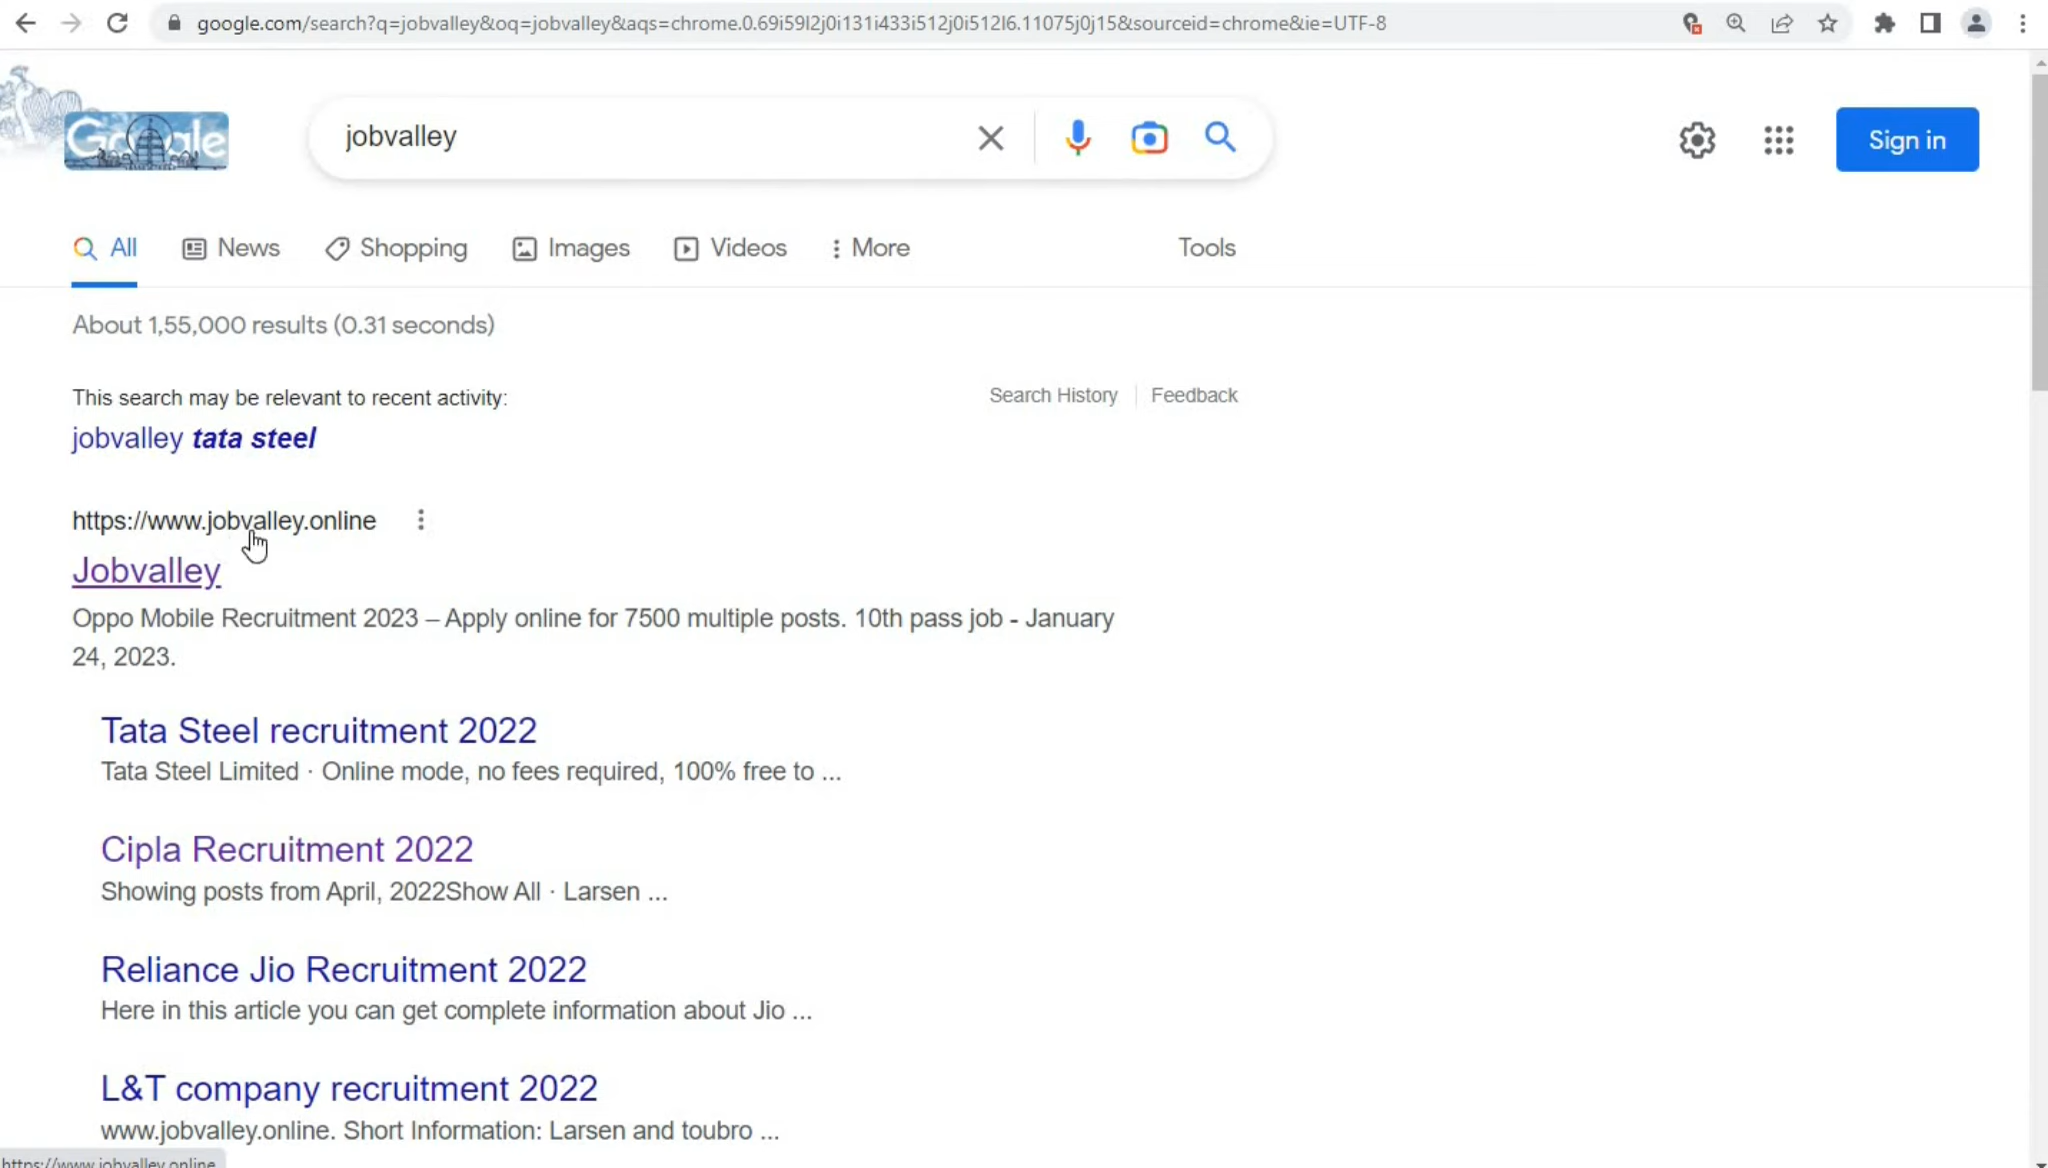 google.com/search?q=jobvalley&oq=jobvalley&aqs=chrome.0.69i59l2j0i131i433i512j0i512l6.11075j0j15&sourceid=chrome&ie=UTF-8
Google
jobvalley
Sign in
All
News
Shopping
Images
Videos
More
Tools
About 1,55,000 results (0.31 seconds)
This search may be relevant to recent activity:
Search History
Feedback
jobvalley tata steel
https://www.jobvalley.online
Jobvalley
Oppo Mobile Recruitment 2023 – Apply online for 7500 multiple posts. 10th pass job - January
24, 2023.
Tata Steel recruitment 2022
Tata Steel Limited · Online mode, no fees required, 100% free to ...
Cipla Recruitment 2022
Showing posts from April, 2022Show All · Larsen ...
Reliance Jio Recruitment 2022
Here in this article you can get complete information about Jio ...
L&T company recruitment 2022
www.jobvalley.online. Short Information: Larsen and toubro ...
https://www.jobvalley.online